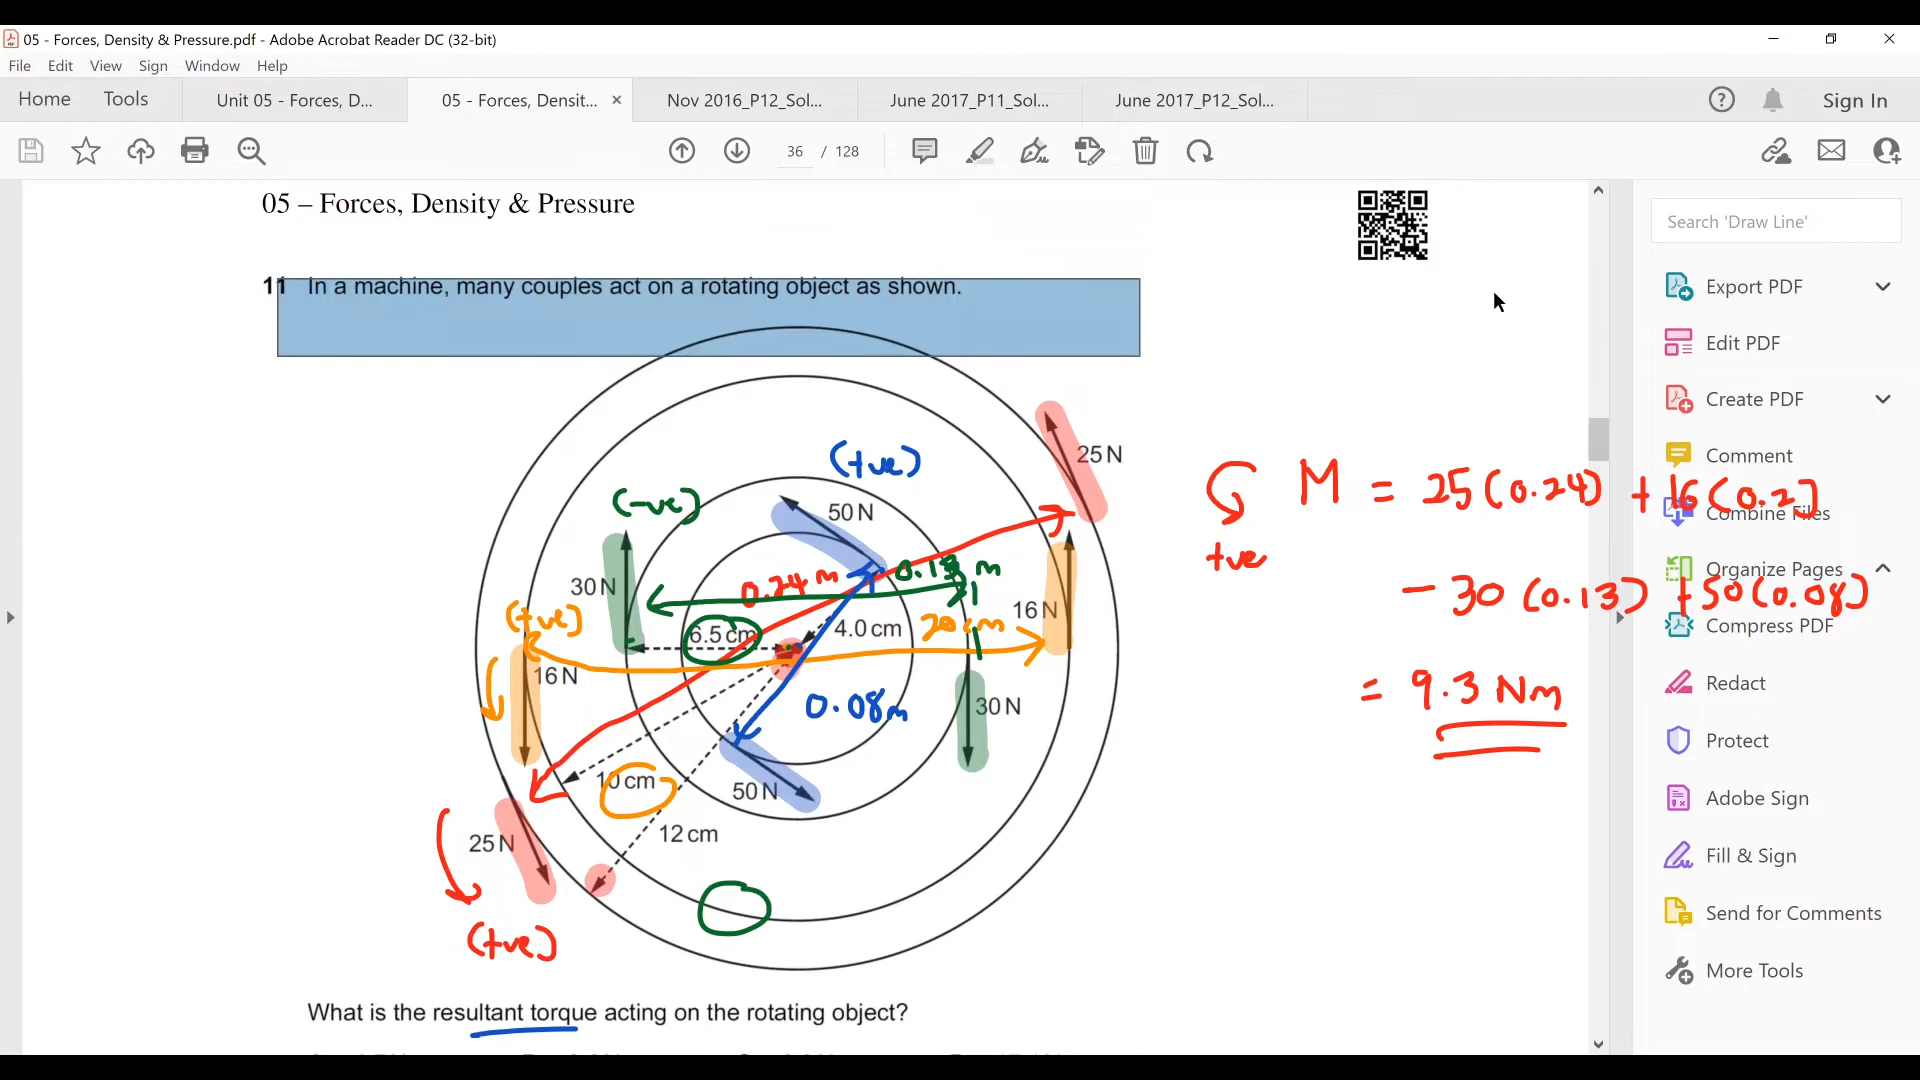 05 - Forces, Density & Pressure.pdf - Adobe Acrobat Reader DC (32-bit)
File Edit View Sign Window Help
Home Tools Unit 05 - Forces, D... 05 - Forces, Densit... × Nov 2016_P12_Sol... June 2017_P11_Sol... June 2017_P12_Sol... Sign In
36 / 128
05 – Forces, Density & Pressure
11 In a machine, many couples act on a rotating object as shown.
25 N
(+ve)
(-ve)
50 N
30 N
0.24 m
0.13 m
16 N
(+ve)
6.5 cm
4.0 cm
20 cm
16 N
0.08 m
30 N
10 cm
50 N
12 cm
25 N
(+ve)
M = 25(0.24) + 16(0.2)
+ve
- 30 (0.13) + 50(0.08)
= 9.3 Nm
What is the resultant torque acting on the rotating object?
Search 'Draw Line'
Export PDF
Edit PDF
Create PDF
Comment
Combine Files
Organize Pages
Compress PDF
Redact
Protect
Adobe Sign
Fill & Sign
Send for Comments
More Tools